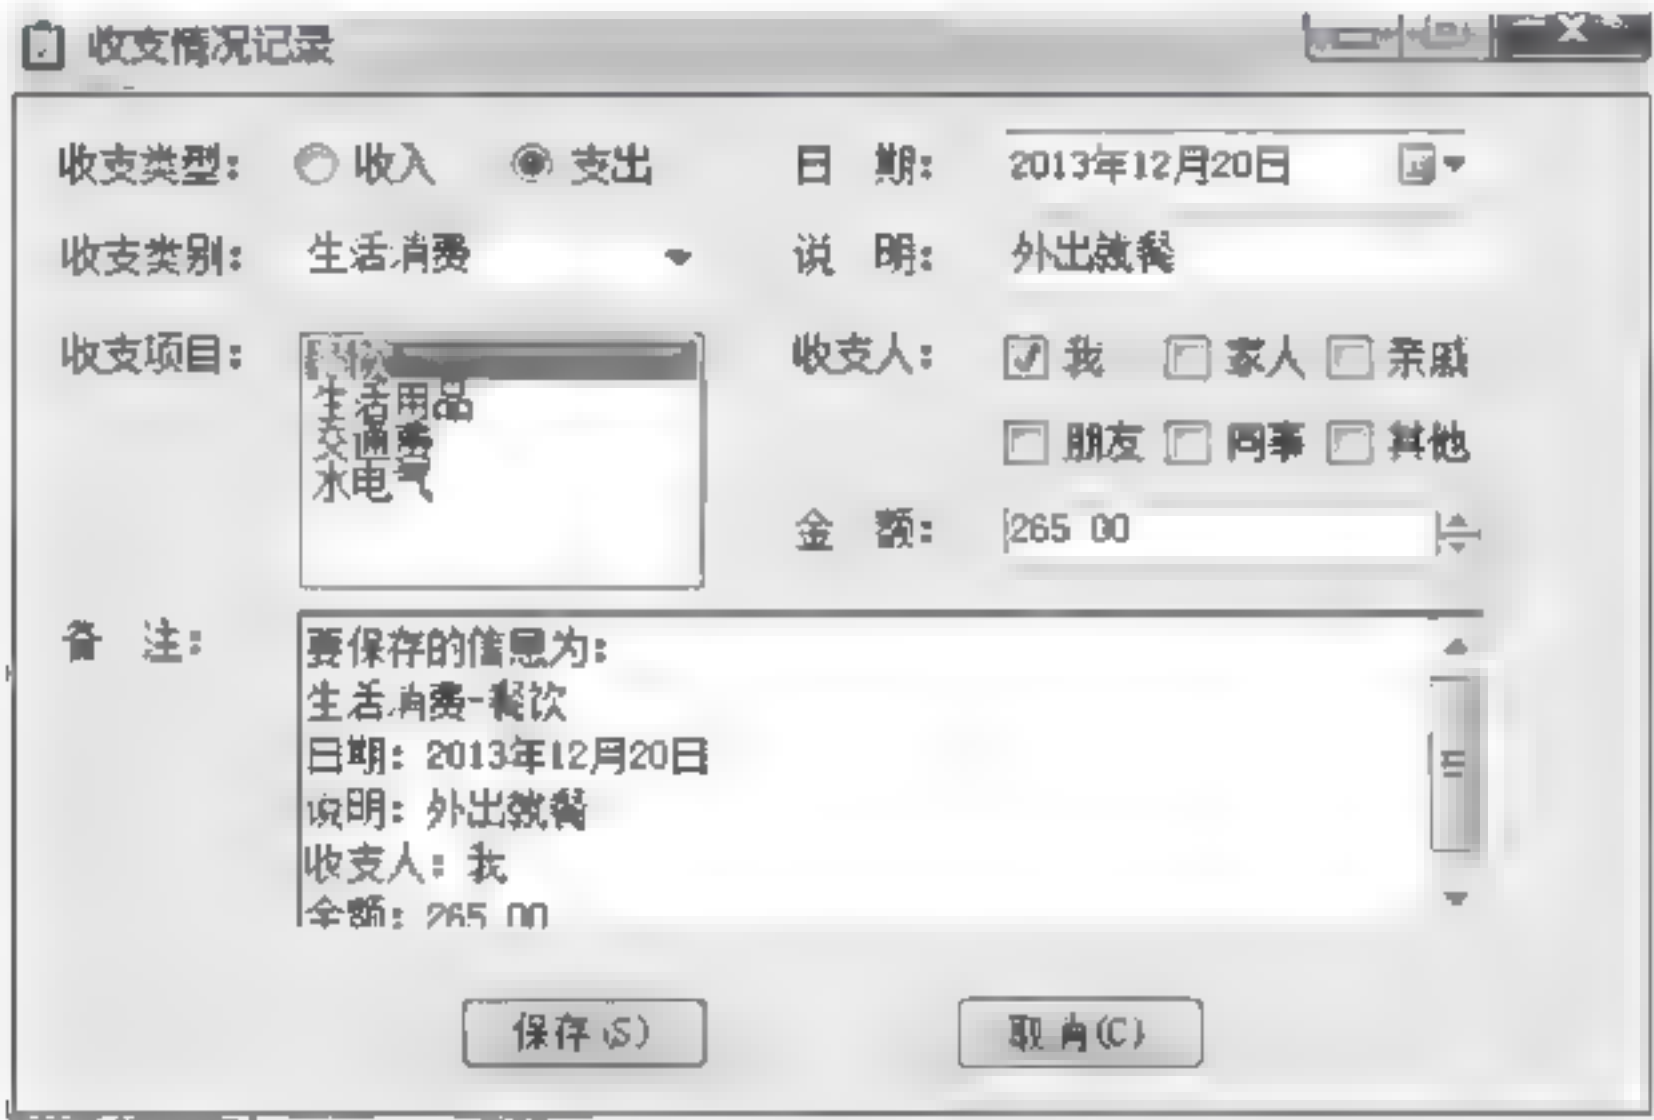 收支情况记录
收支类型： 收入 支出 日 期： 2013年12月20日
收支类别： 生活消费 说 明： 外出就餐
收支项目： 餐饮 收支人： 我 家人 亲戚
生活用品
交通费 朋友 同事 其他
水电气
金 额： 265.00
备 注： 要保存的信息为：
生活消费-餐饮
日期：2013年12月20日
说明：外出就餐
收支人：我
金额：265.00
保存(S) 取消(C)